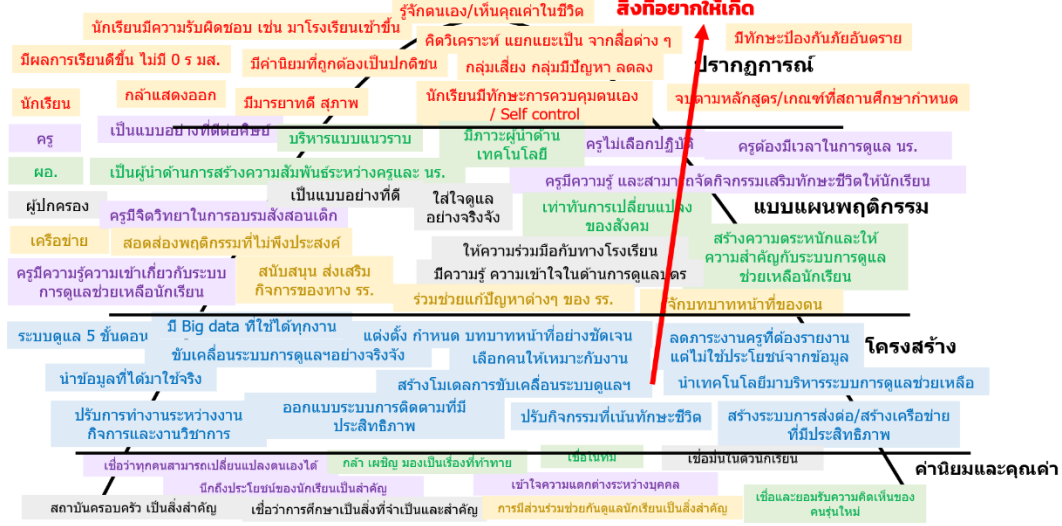 รู้จักตนเอง/เห็นคุณค่าในชีวิต
สิ่งที่อยากให้เกิด
นักเรียนมีความรับผิดชอบ เช่น มาโรงเรียนเช้าขึ้น
คิดวิเคราะห์ แยกแยะเป็น จากสื่อต่าง ๆ
มีทักษะป้องกันภัยอันตราย
มีผลการเรียนดีขึ้น ไม่มี 0 ร มส.
มีค่านิยมที่ถูกต้องเป็นปกติชน
กลุ่มเสี่ยง กลุ่มมีปัญหา ลดลง
ปรากฏการณ์
นักเรียน
กล้าแสดงออก
มีมารยาทดี สุภาพ
นักเรียนมีทักษะการควบคุมตนเอง
/ Self control
จบตามหลักสูตร/เกณฑ์ที่สถานศึกษากำหนด
ครู
เป็นแบบอย่างที่ดีต่อศิษย์
บริหารแบบแนวราบ
มีภาวะผู้นำด้าน
เทคโนโลยี
ครูไม่เลือกปฏิบัติ
ครูต้องมีเวลาในการดูแล นร.
ผอ.
เป็นผู้นำด้านการสร้างความสัมพันธ์ระหว่างครูและ นร.
ครูมีความรู้ และสามารถจัดกิจกรรมเสริมทักษะชีวิตให้นักเรียน
ผู้ปกครอง
เป็นแบบอย่างที่ดี
ใส่ใจดูแล
อย่างจริงจัง
แบบแผนพฤติกรรม
ครูมีจิตวิทยาในการอบรมสั่งสอนเด็ก
เท่าทันการเปลี่ยนแปลง
ของสังคม
เครือข่าย
สอดส่องพฤติกรรมที่ไม่พึงประสงค์
ให้ความร่วมมือกับทางโรงเรียน
สร้างความตระหนักและให้
ความสำคัญกับระบบการดูแล
ช่วยเหลือนักเรียน
ครูมีความรู้ความเข้าเกี่ยวกับระบบ
การดูแลช่วยเหลือนักเรียน
สนับสนุน ส่งเสริม
กิจการของทาง รร.
มีความรู้ ความเข้าใจในด้านการดูแลบุตร
ร่วมช่วยแก้ปัญหาต่างๆ ของ รร.
รู้จักบทบาทหน้าที่ของตน
ระบบดูแล 5 ขั้นตอน
มี Big data ที่ใช้ได้ทุกงาน
แต่งตั้ง กำหนด บทบาทหน้าที่อย่างชัดเจน
ลดภาระงานครูที่ต้องรายงาน
แต่ไม่ใช้ประโยชน์จากข้อมูล
โครงสร้าง
ขับเคลื่อนระบบการดูแลฯอย่างจริงจัง
เลือกคนให้เหมาะกับงาน
นำข้อมูลที่ได้มาใช้จริง
สร้างโมเดลการขับเคลื่อนระบบดูแลฯ
นำเทคโนโลยีมาบริหารระบบการดูแลช่วยเหลือ
ปรับการทำงานระหว่างงาน
กิจการและงานวิชาการ
ออกแบบระบบการติดตามที่มี
ประสิทธิภาพ
ปรับกิจกรรมที่เน้นทักษะชีวิต
สร้างระบบการส่งต่อ/สร้างเครือข่าย
ที่มีประสิทธิภาพ
เชื่อว่าทุกคนสามารถเปลี่ยนแปลงตนเองได้
กล้า เผชิญ มองเป็นเรื่องที่ท้าทาย
เชื่อในทีม
เชื่อมั่นในตัวนักเรียน
ค่านิยมและคุณค่า
นึกถึงประโยชน์ของนักเรียนเป็นสำคัญ
เข้าใจความแตกต่างระหว่างบุคคล
สถาบันครอบครัว เป็นสิ่งสำคัญ
เชื่อว่าการศึกษาเป็นสิ่งที่จำเป็นและสำคัญ
การมีส่วนร่วมช่วยกันดูแลนักเรียนเป็นสิ่งสำคัญ
เชื่อและยอมรับความคิดเห็นของ
คนรุ่นใหม่